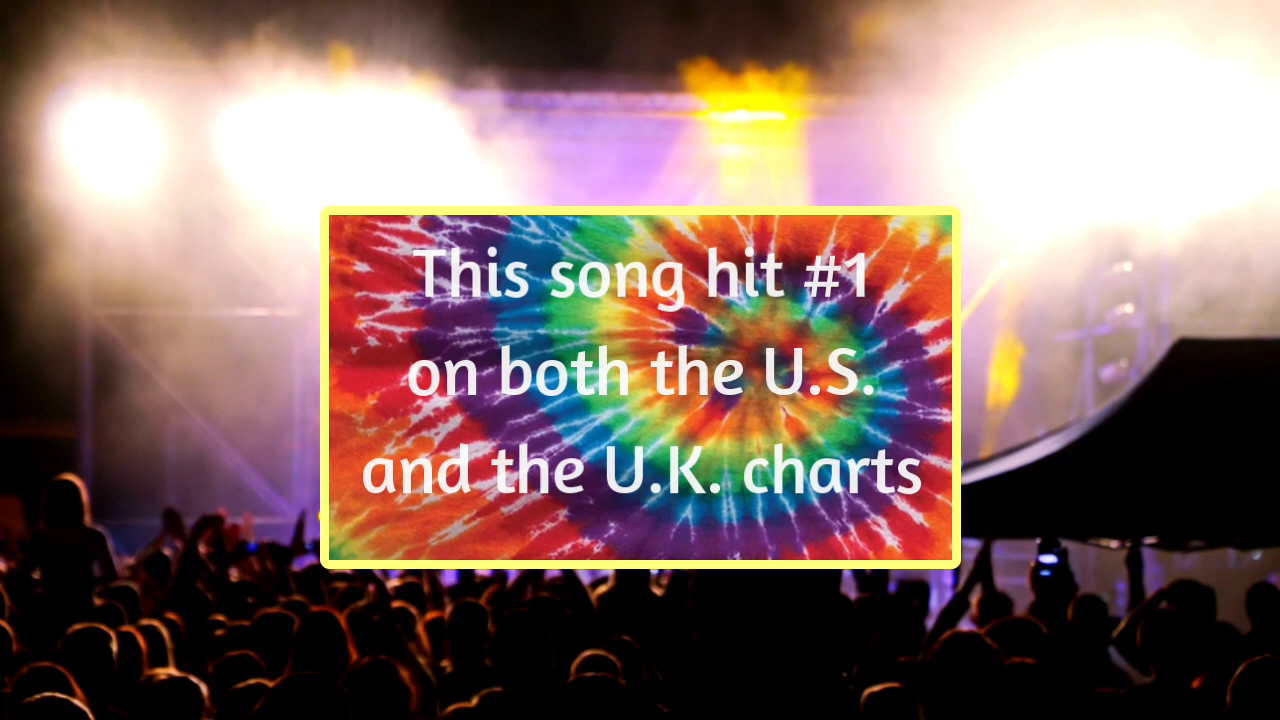 This song hit #1
on both the U.S.
and the U.K. charts